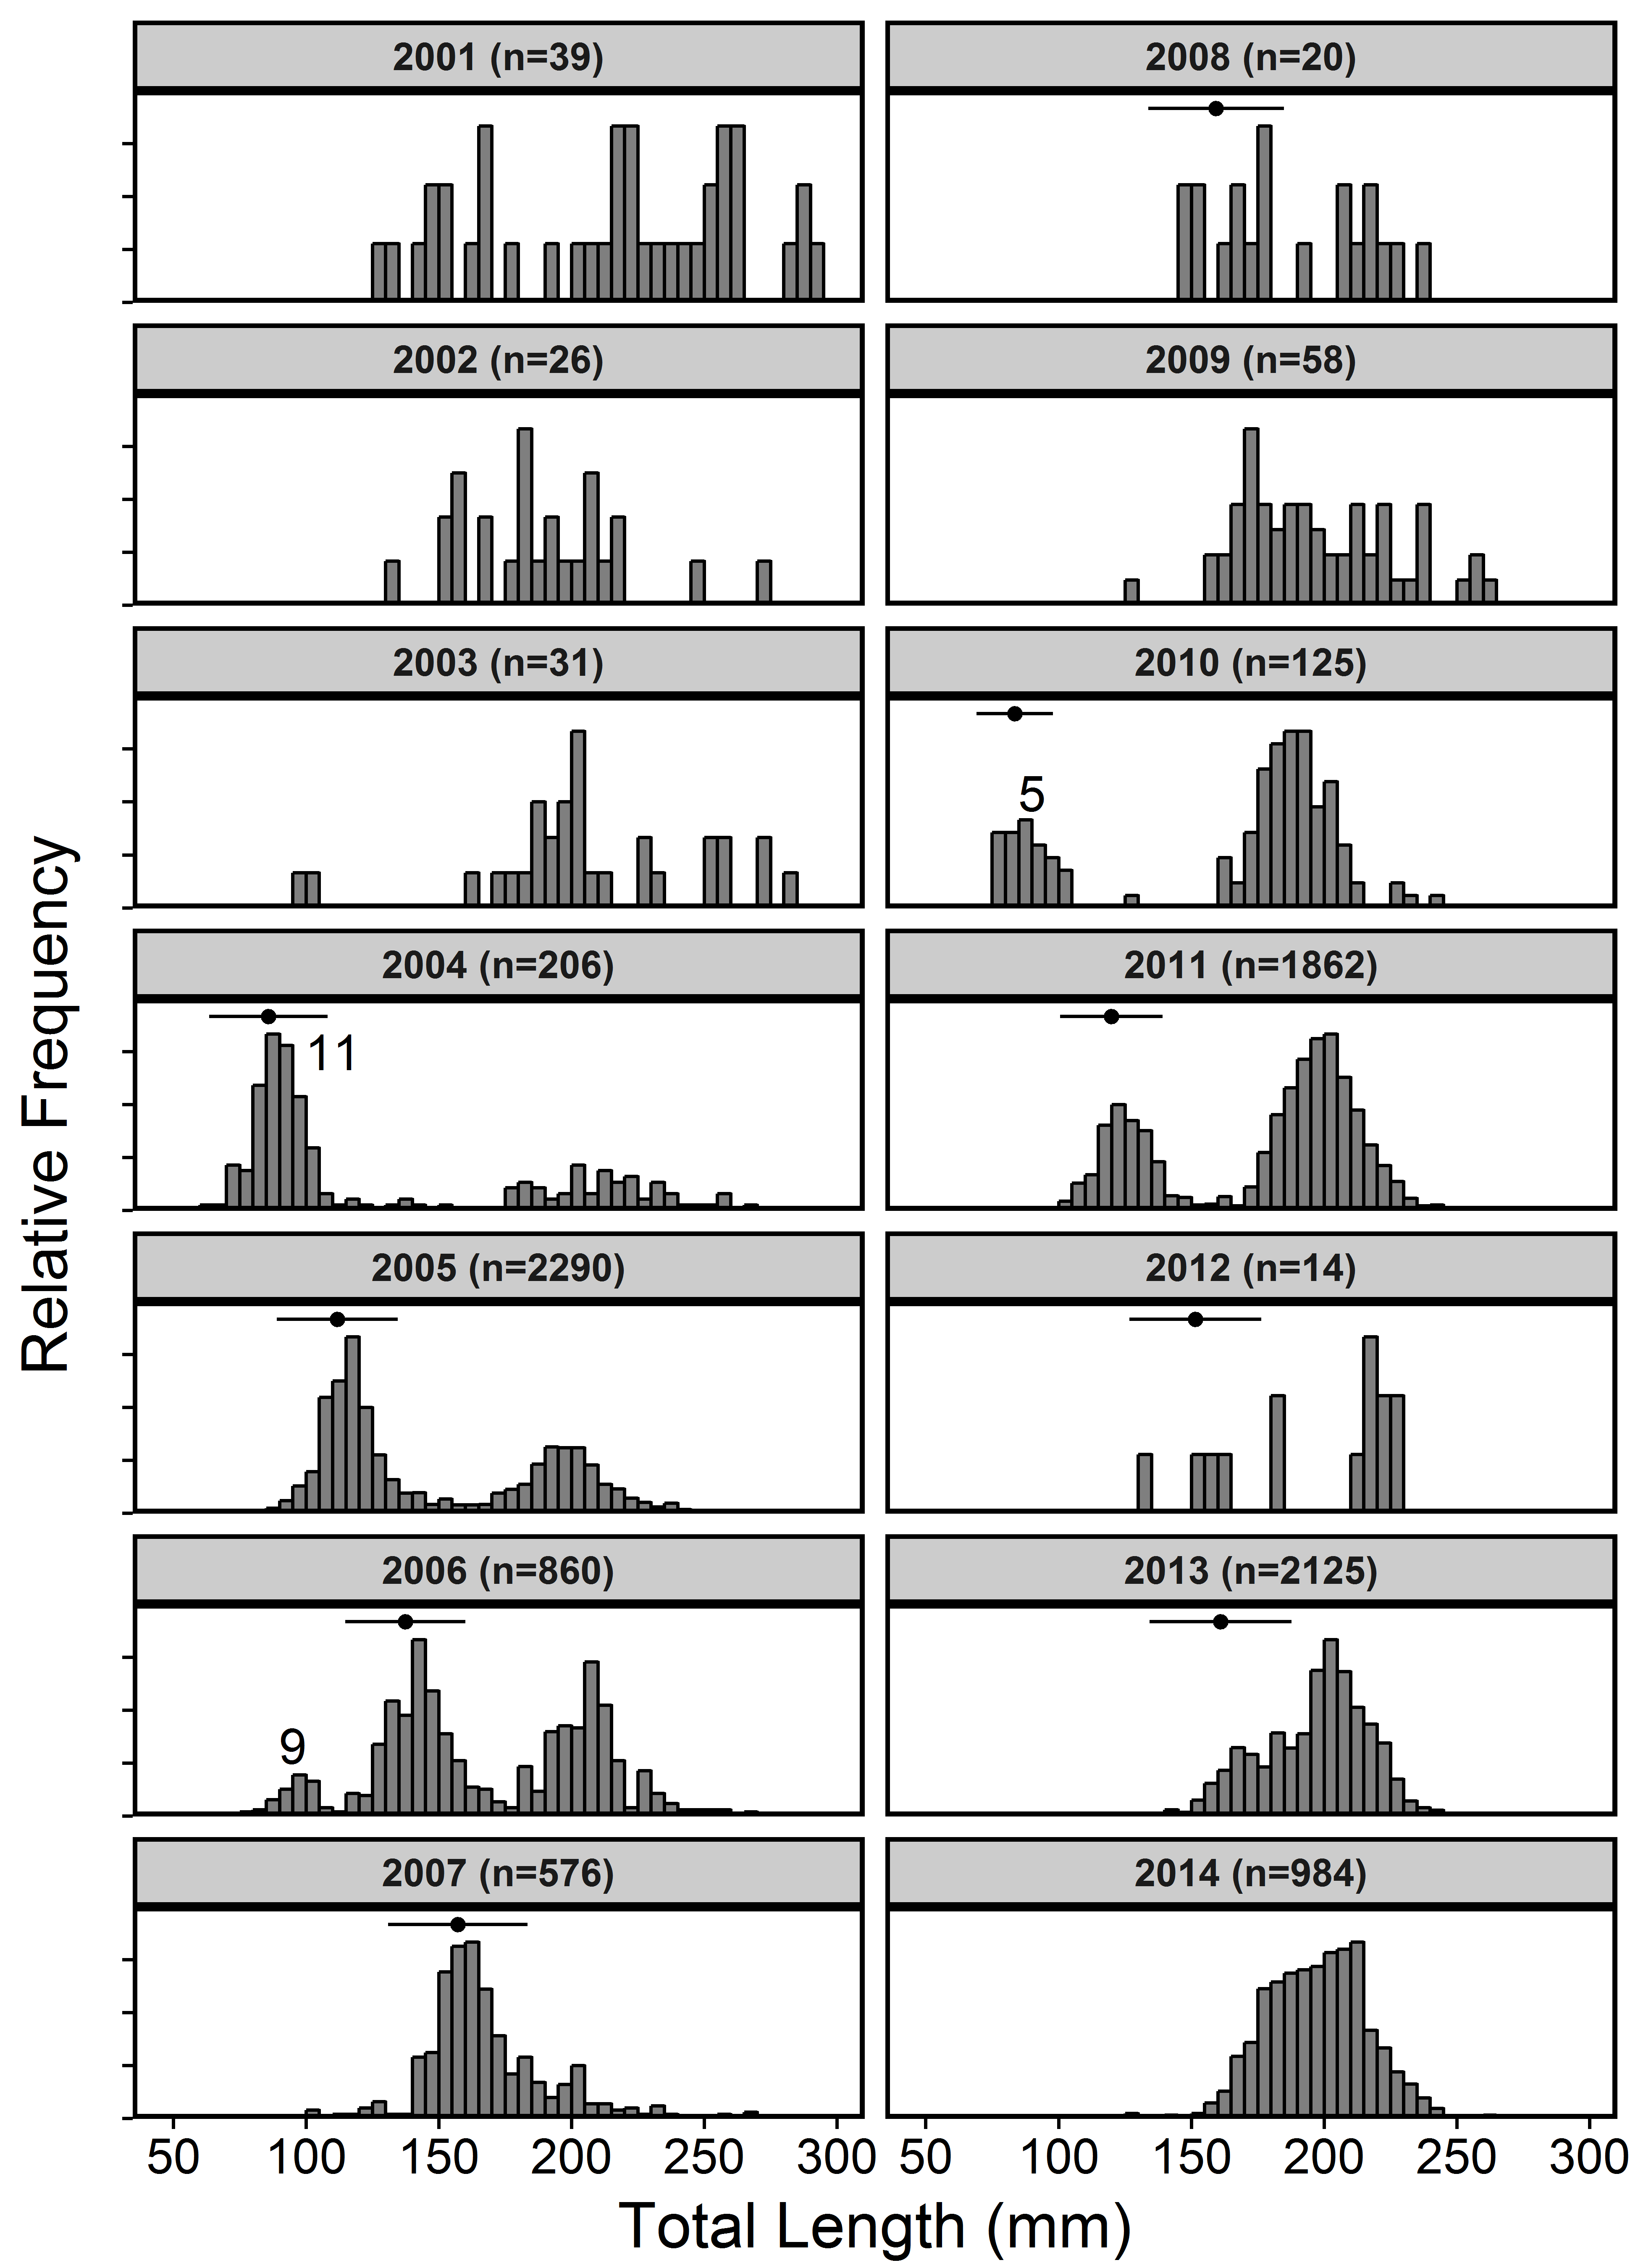 Relative Frequency
2001 (n=39)
2008 (n=20)
2002 (n=26)
2009 (n=58)
2003 (n=31)
2010 (n=125)
5
2004 (n=206)
11
2011 (n=1862)
2005 (n=2290)
2012 (n=14)
2006 (n=860)
9
2013 (n=2125)
2007 (n=576)
2014 (n=984)
50 100 150 200 250 300
50 100 150 200 250 300
Total Length (mm)